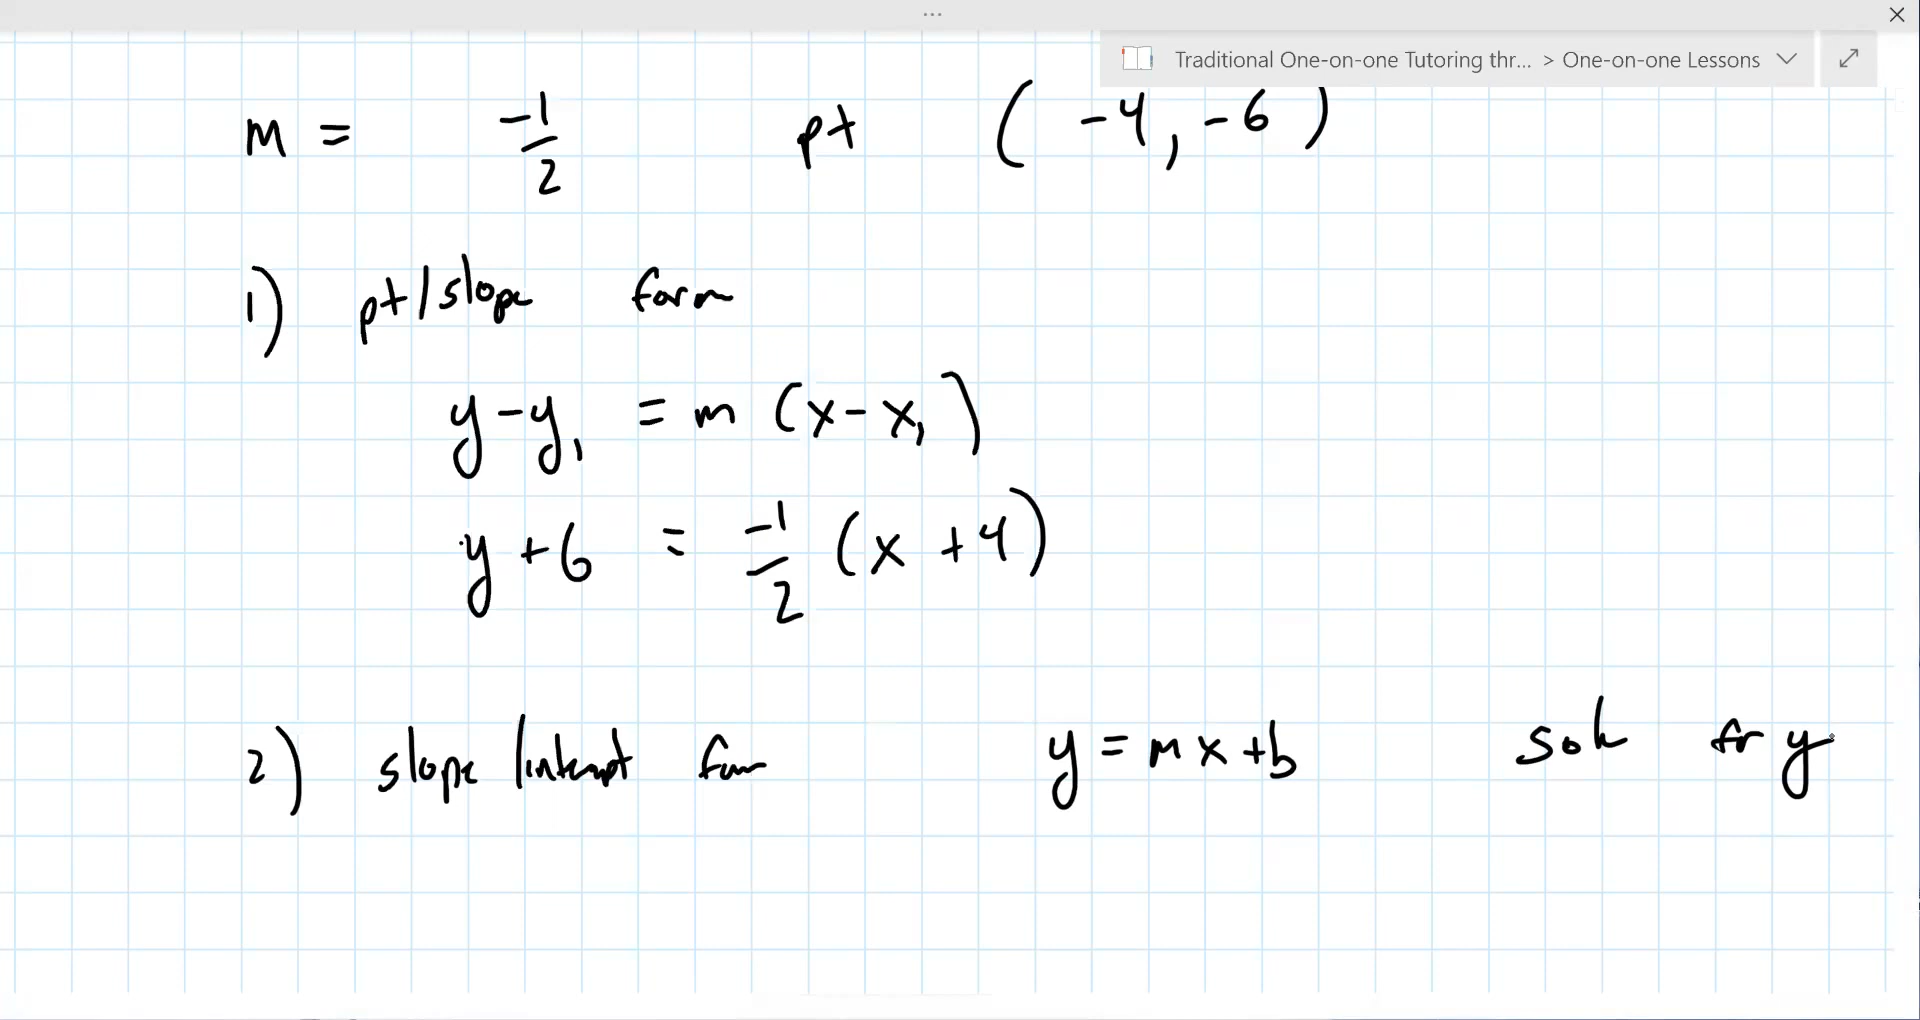 ...
Traditional One-on-one Tutoring thr... > One-on-one Lessons
m = -1/2 pt (-4, -6)
1) pt/slope form
y-y₁ = m (x-x₁)
y+6 = -1/2 (x+4)
2) slope/intercept form y=mx+b solve for y